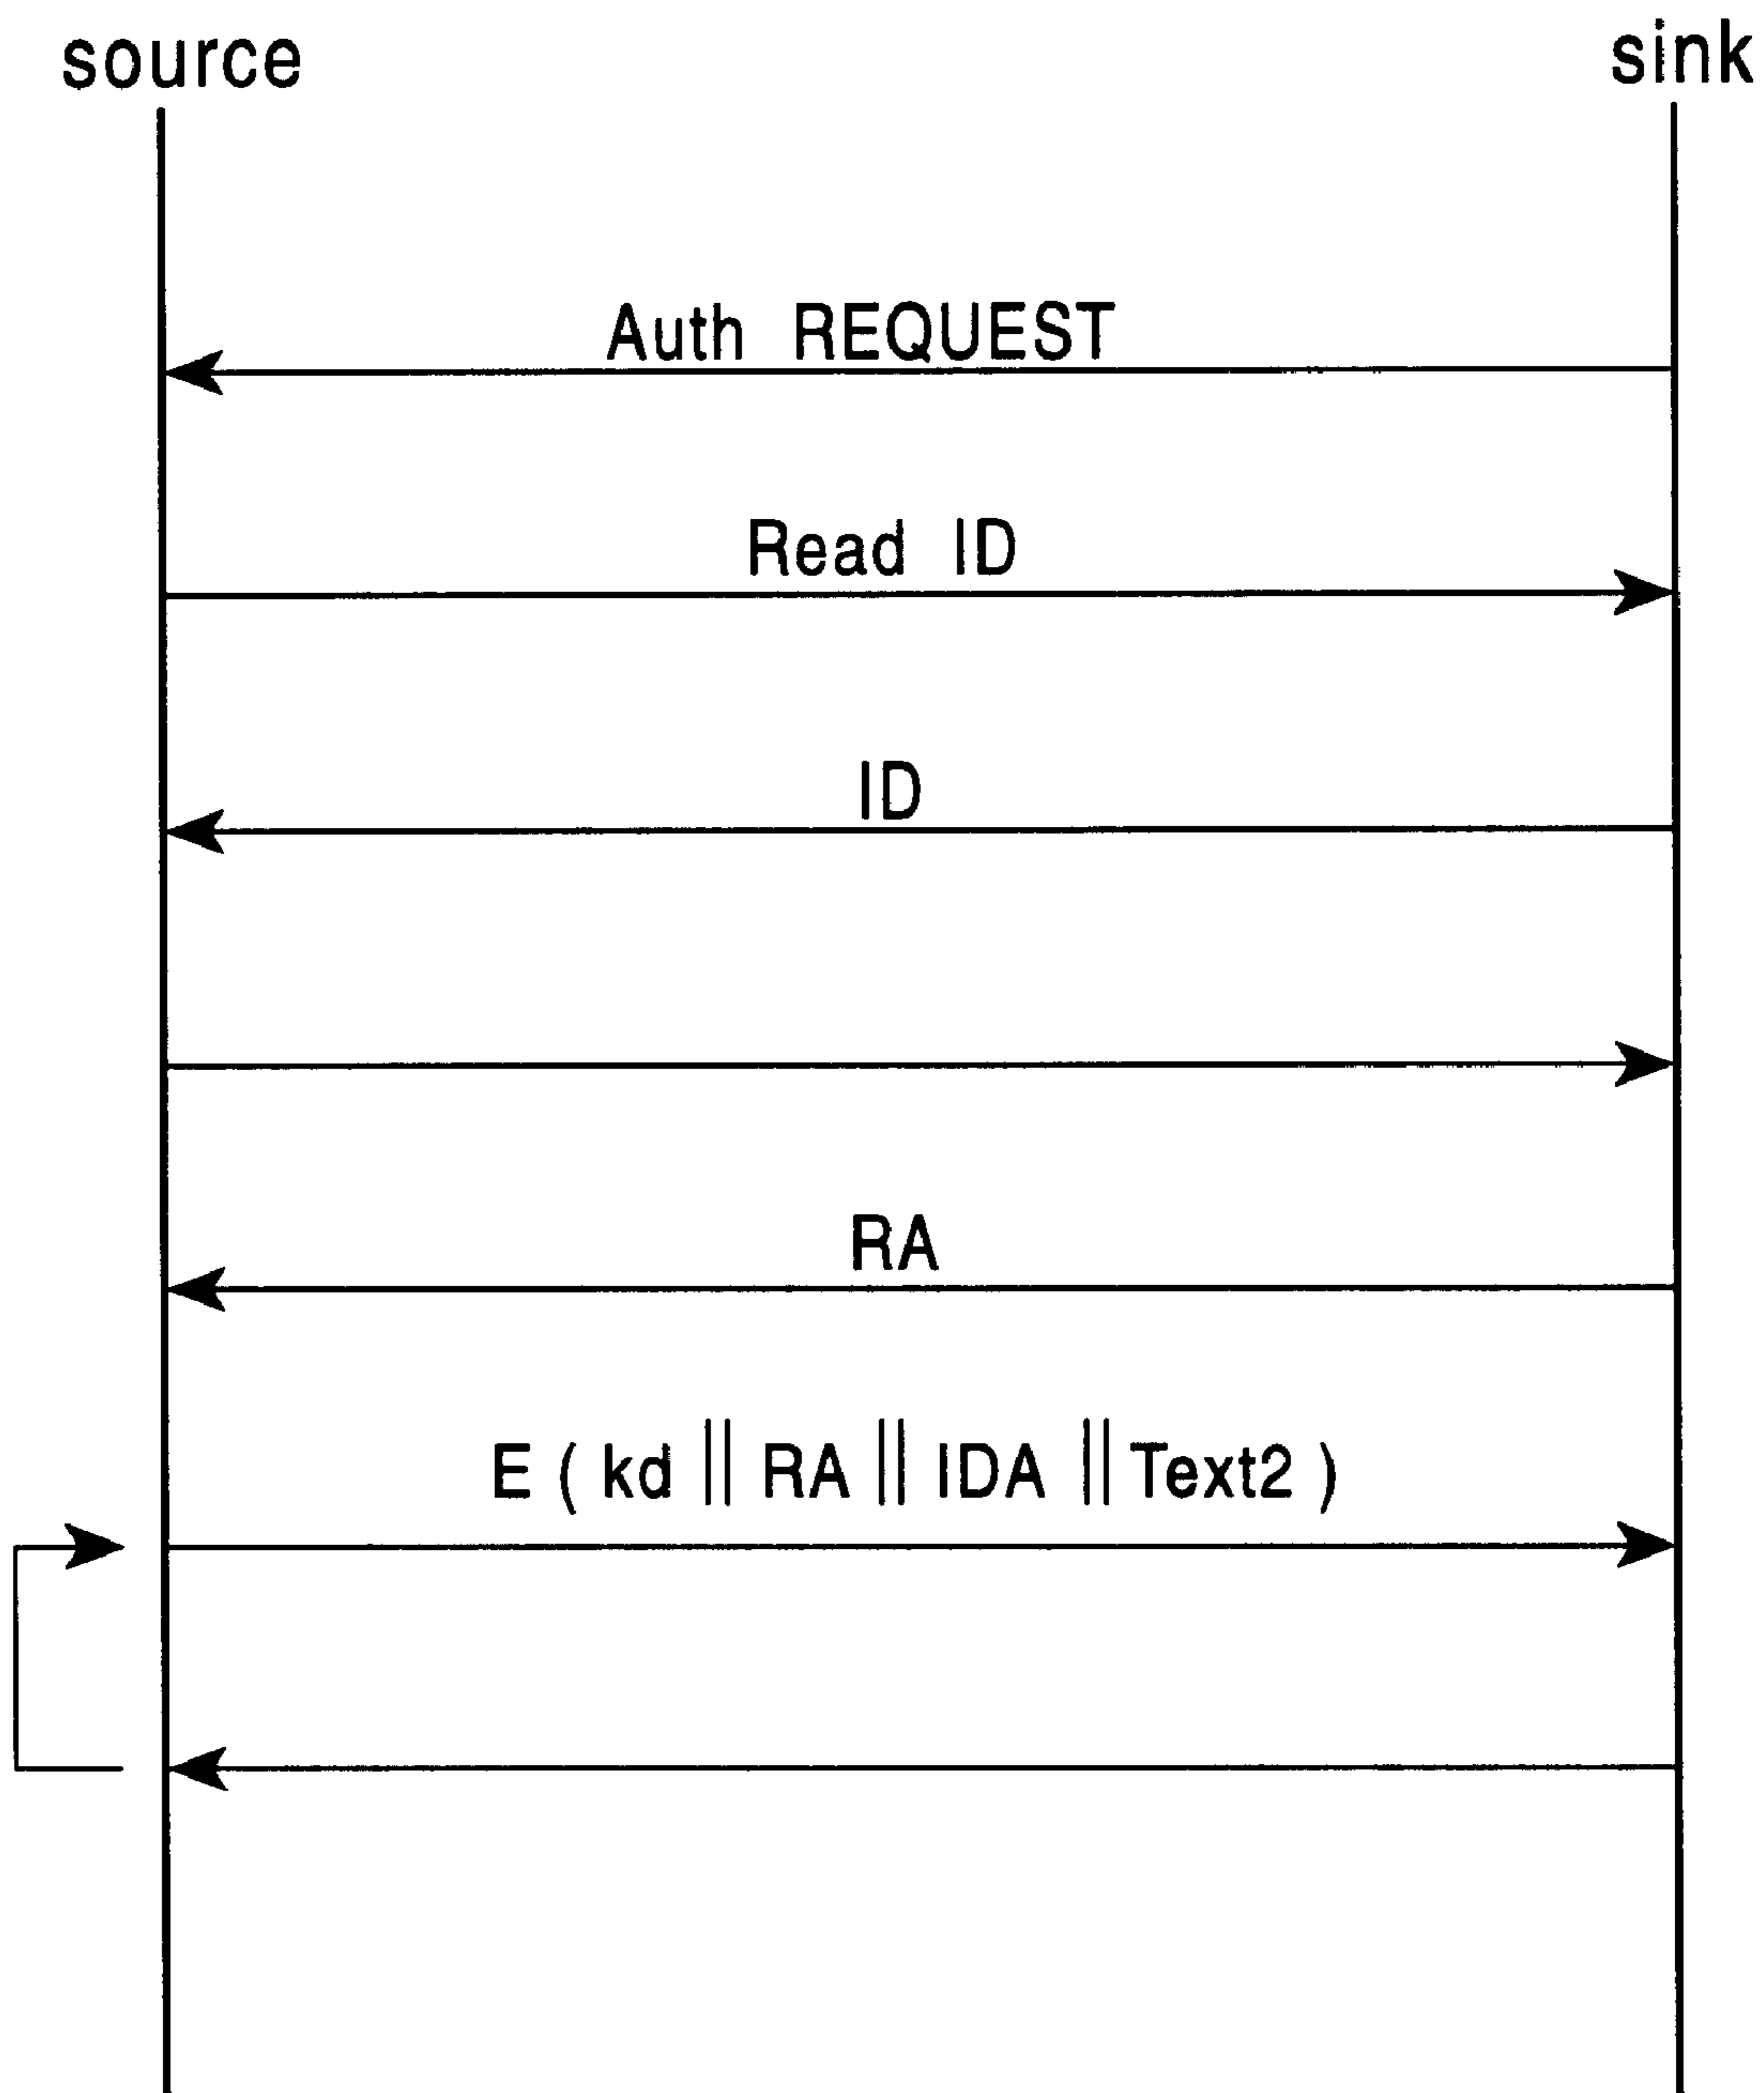 source sink
Auth REQUEST
Read ID
ID
RA
E ( kd || RA || IDA || Text2 )